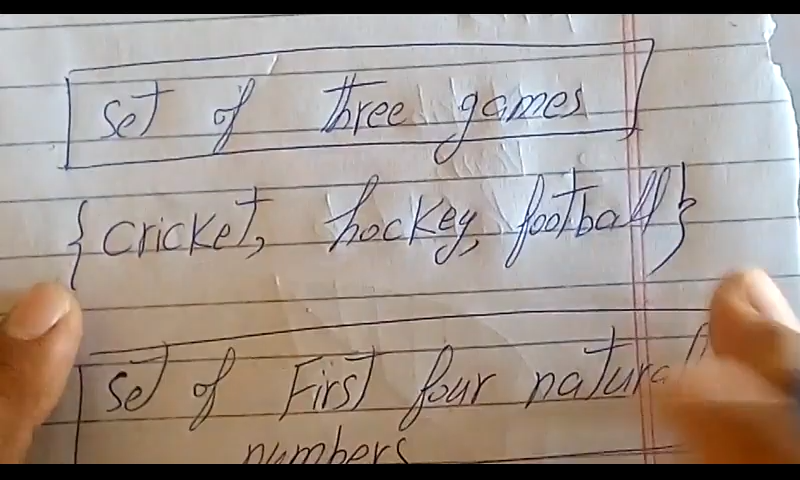 Set of three games
{cricket, hockey, football}
Set of First four natural
numbers